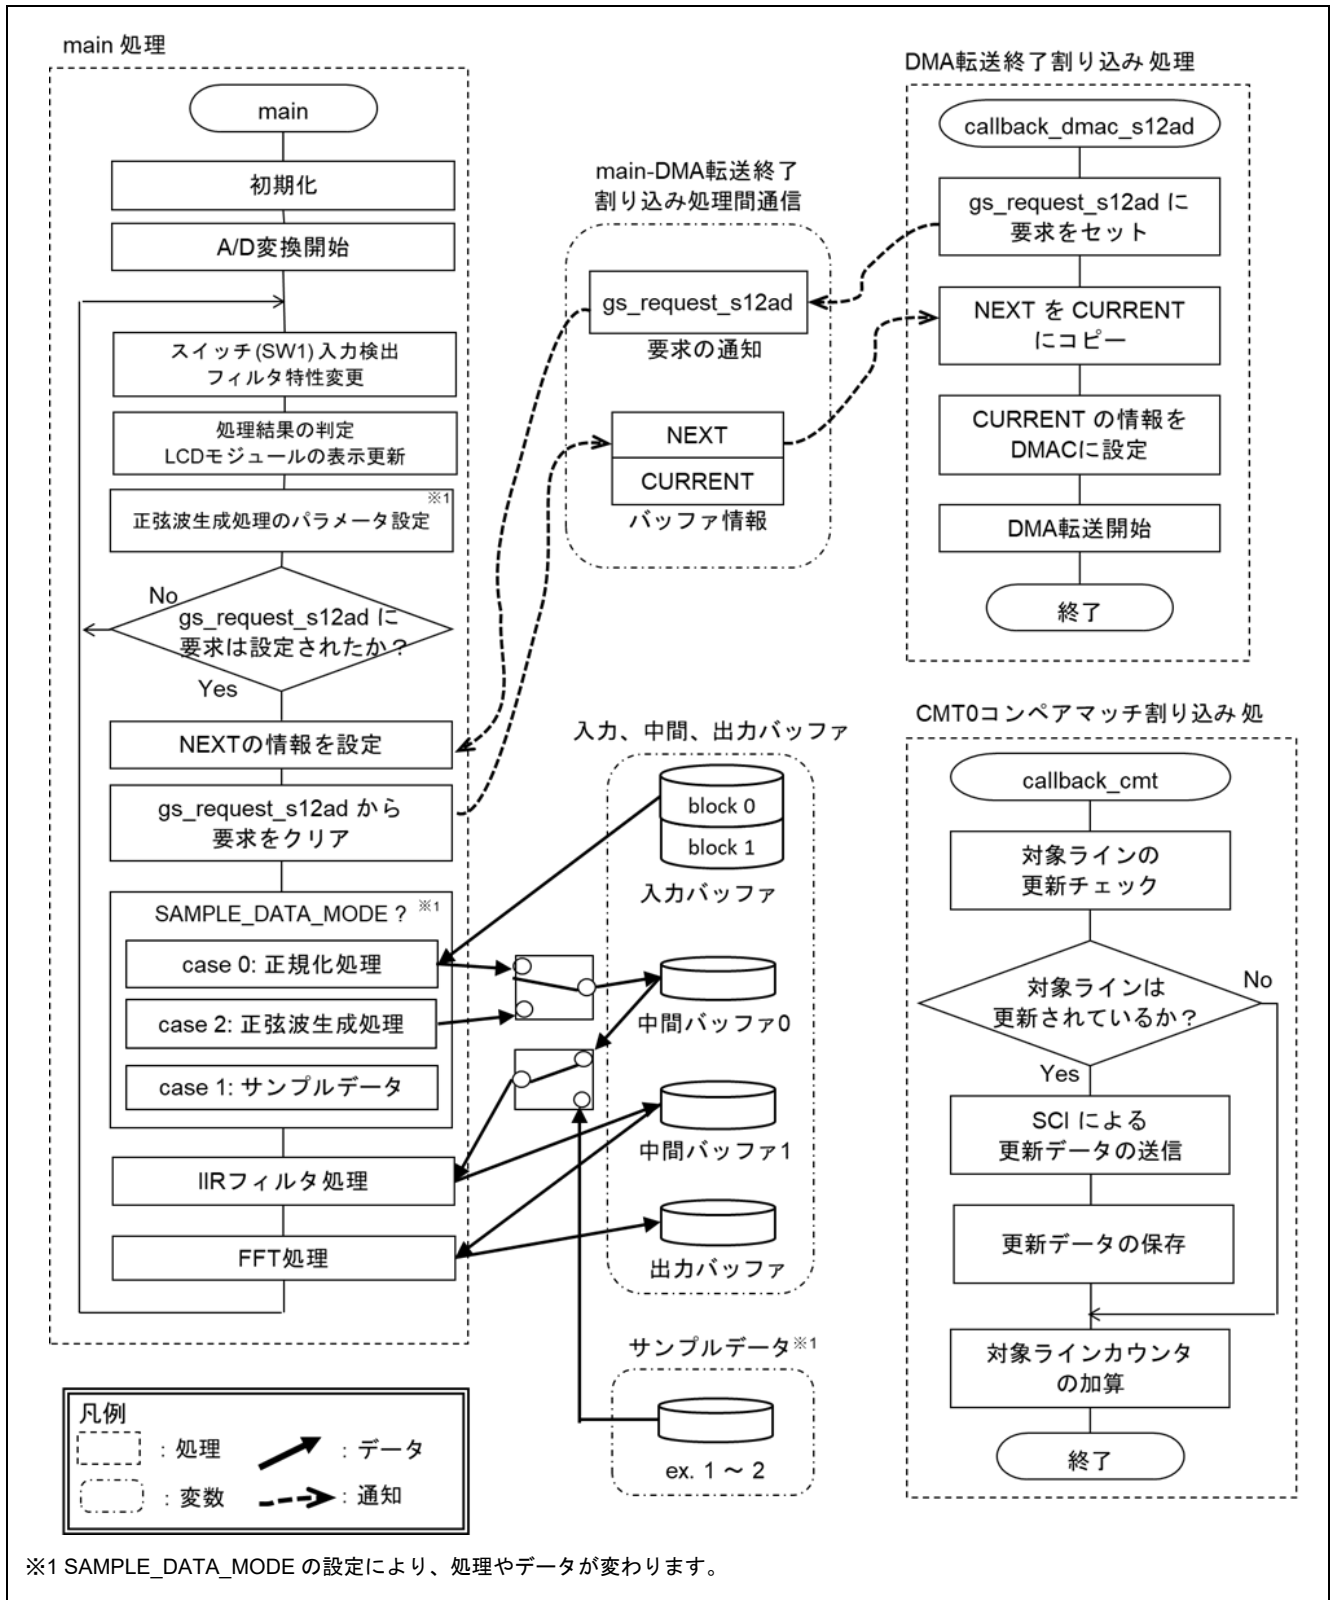 main 処理
main
初期化
A/D変換開始
スイッチ(SW1)入力検出
フィルタ特性変更
処理結果の判定
LCDモジュールの表示更新
※1
正弦波生成処理のパラメータ設定
No
gs_request_s12ad に
要求は設定されたか？
Yes
NEXTの情報を設定
gs_request_s12ad から
要求をクリア
SAMPLE_DATA_MODE？ ※1
case 0: 正規化処理
case 2: 正弦波生成処理
case 1: サンプルデータ
IIRフィルタ処理
FFT処理
main-DMA転送終了
割り込み処理間通信
gs_request_s12ad
要求の通知
NEXT
CURRENT
バッファ情報
入力、中間、出力バッファ
block 0
block 1
入力バッファ
中間バッファ0
中間バッファ1
出力バッファ
サンプルデータ※1
ex. 1 ～ 2
DMA転送終了割り込み 処理
callback_dmac_s12ad
gs_request_s12ad に
要求をセット
NEXT を CURRENT
にコピー
CURRENT の情報を
DMACに設定
DMA転送開始
終了
CMT0コンペアマッチ割り込み 処
callback_cmt
対象ラインの
更新チェック
対象ラインは
更新されているか？
No
Yes
SCI による
更新データの送信
更新データの保存
対象ラインカウンタ
の加算
終了
凡例
：処理
：データ
：変数
：通知
※1 SAMPLE_DATA_MODE の設定により、処理やデータが変わります。